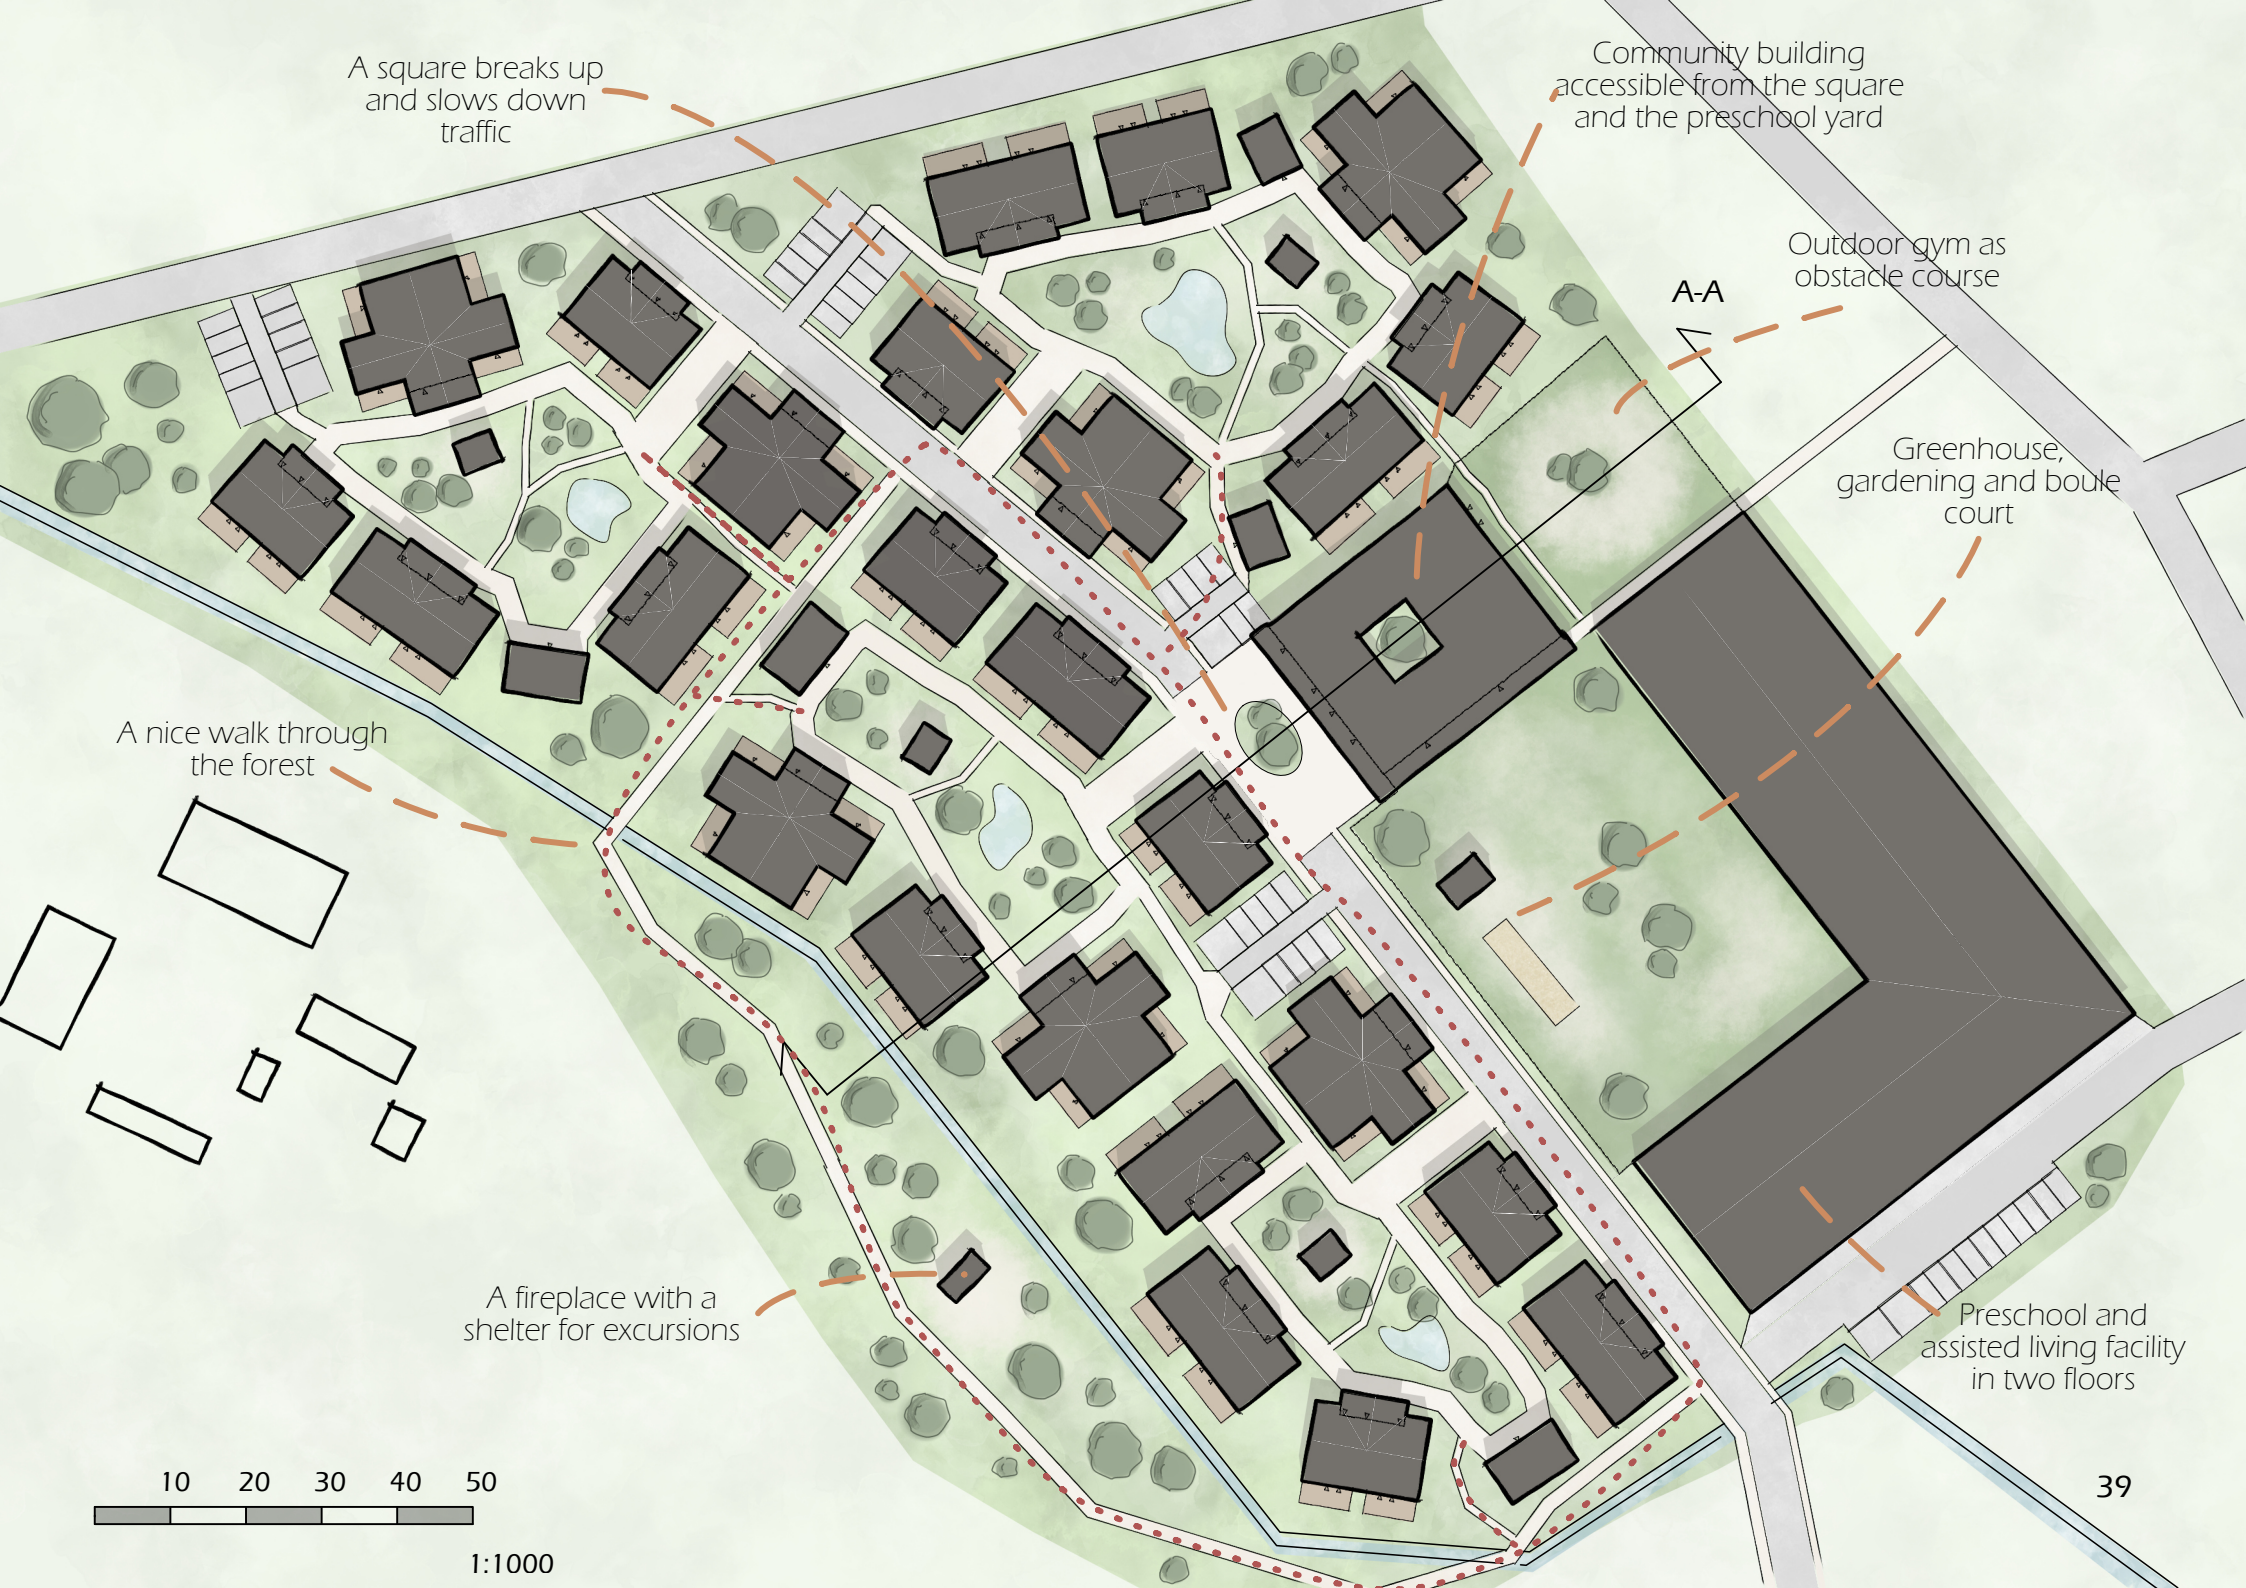 A square breaks up
and slows down
traffic
Community building
accessible from the square
and the preschool yard
Outdoor gym as
obstacle course
A-A
Greenhouse,
gardening and boule
court
A nice walk through
the forest
A fireplace with a
shelter for excursions
Preschool and
assisted living facility
in two floors
10 20 30 40 50
1:1000
39